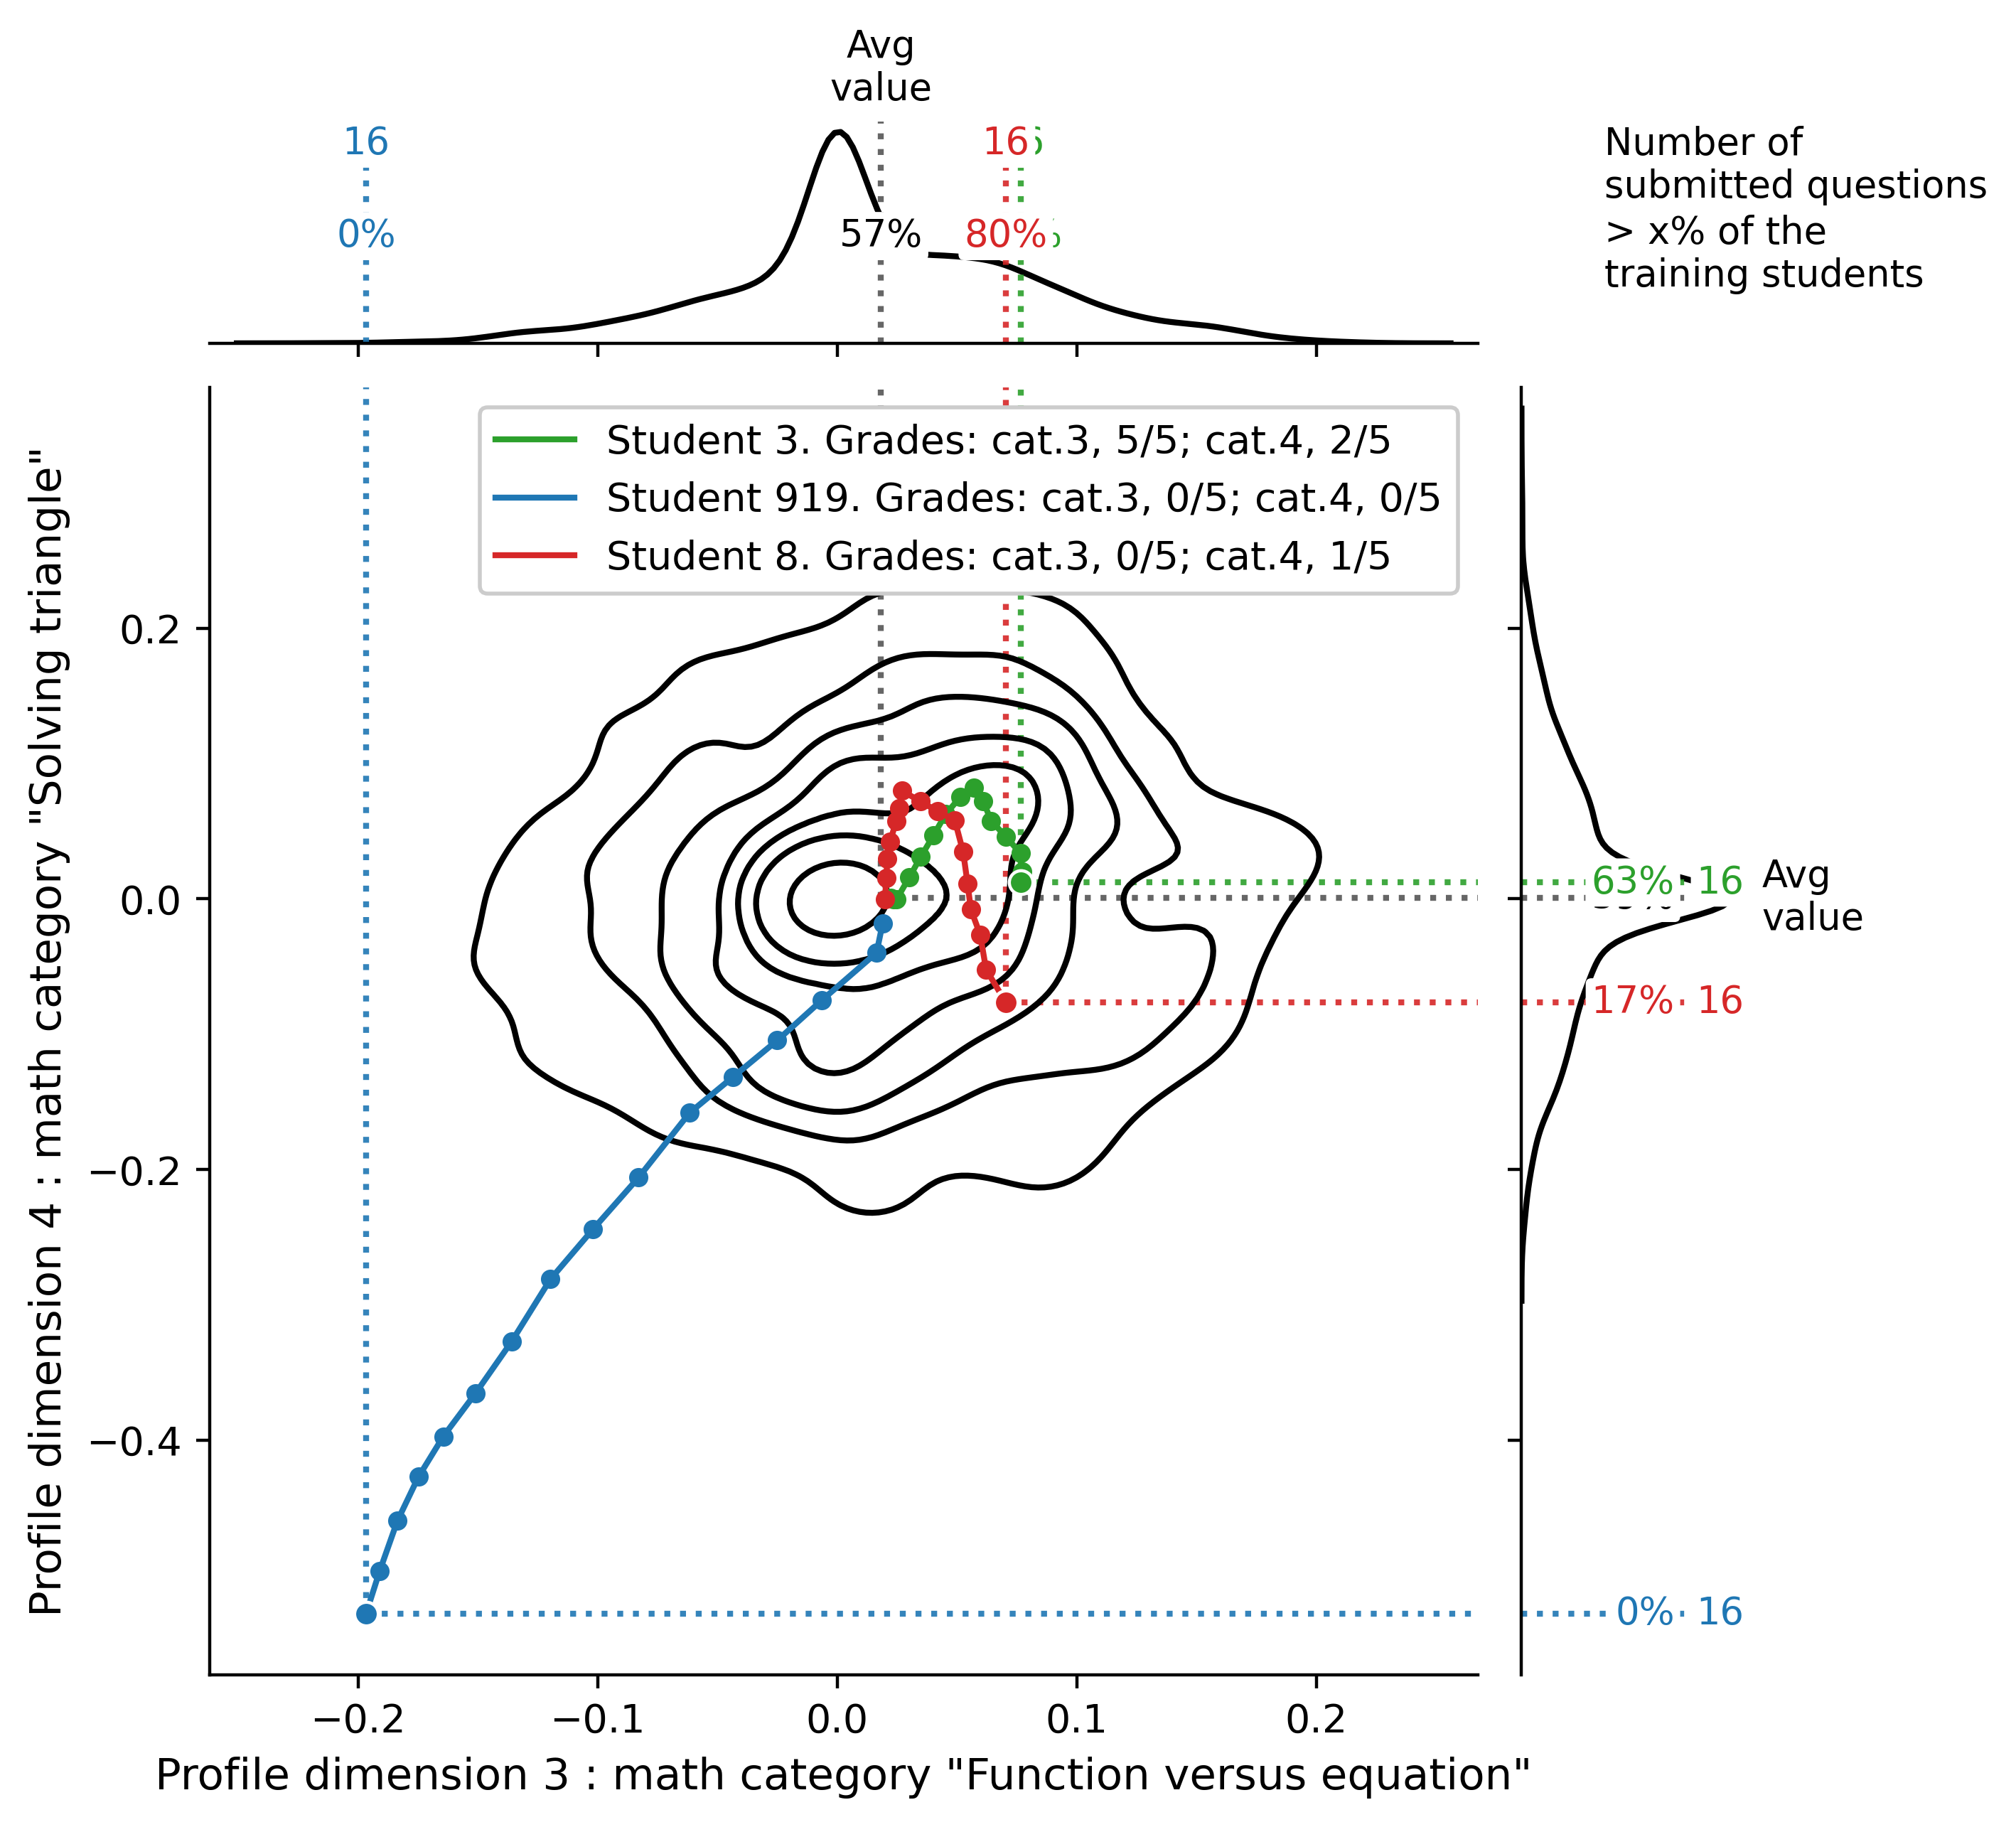 Avg
value
16
16
Number of
submitted questions
> x% of the
training students
0%
57%
80%
Student 3. Grades: cat.3, 5/5; cat.4, 2/5
Student 919. Grades: cat.3, 0/5; cat.4, 0/5
Student 8. Grades: cat.3, 0/5; cat.4, 1/5
Profile dimension 4 : math category "Solving triangle"
0.2
0.0
−0.2
−0.4
63% 16
Avg
value
17% 16
0% 16
−0.2
−0.1
0.0
0.1
0.2
Profile dimension 3 : math category "Function versus equation"